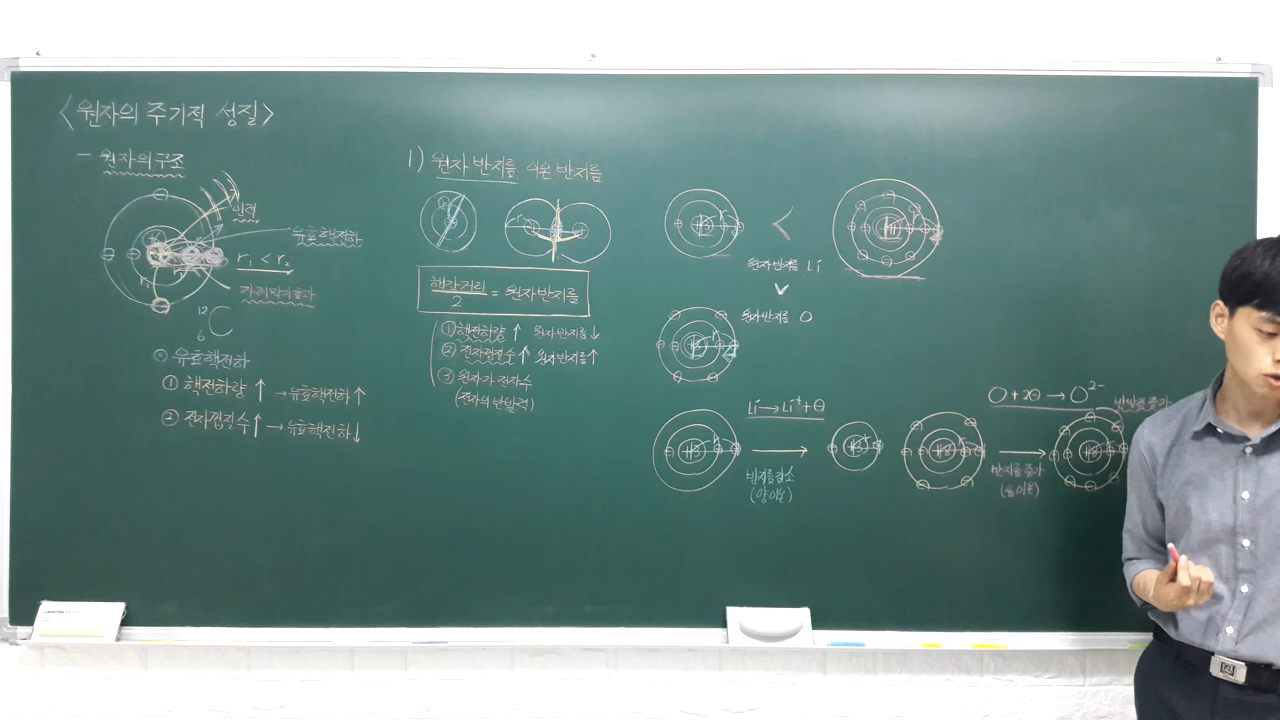 <원자의 주기적 성질>
- 원자의구조
인력
유효핵전하
r₁ < r₂
가려막기효과
12
C
6
유효핵전하
① 핵전하량 ↑ → 유효핵전하 ↑
② 전자껍질수 ↑ → 유효핵전하 ↓
1) 원자 반지름 이온 반지름
핵간거리
2
= 원자반지름
① 핵전하량 ↑ 원자반지름 ↓
② 전자껍질수 ↑ 원자반지름 ↑
③ 원자가 전자수
(전자의 반발력)
<
원자반지름 Li
∨
원자반지름 O
Li → Li⁺ + ⊖
반지름감소
(양이온)
O + 2⊖ → O²⁻
반지름 증가
(음이온)
반발력 증가